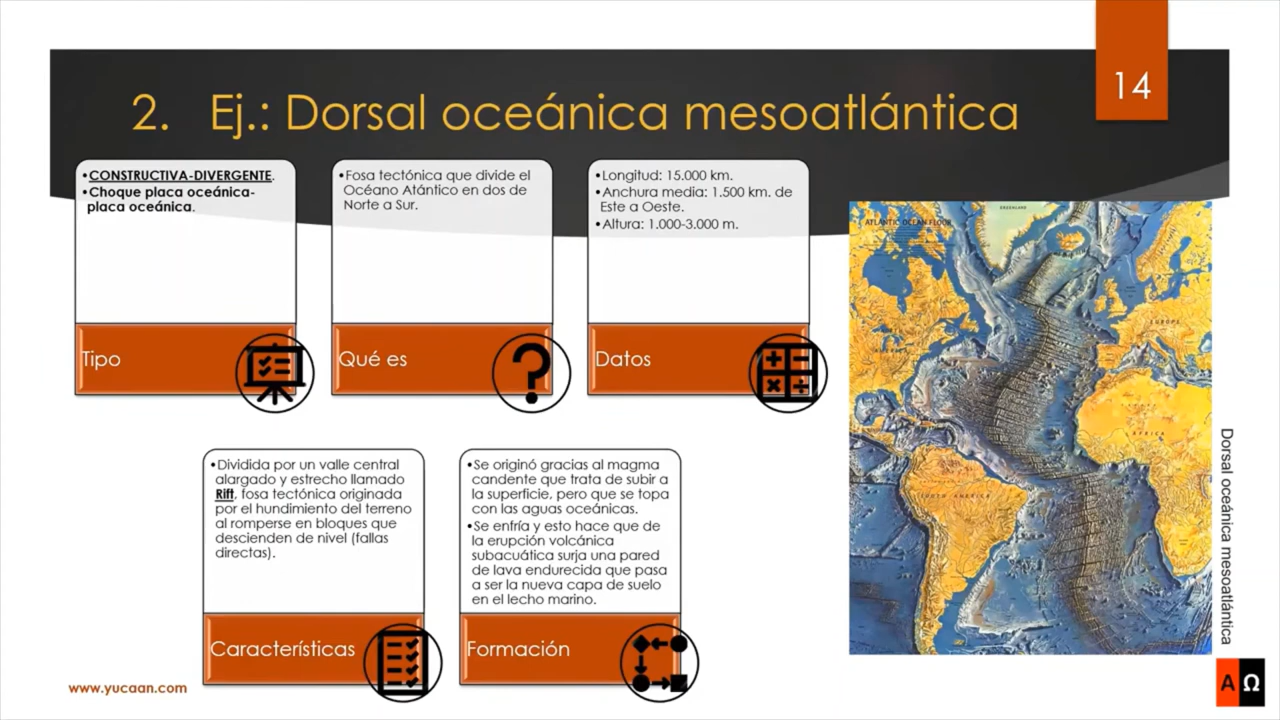 14
2. Ej.: Dorsal oceánica mesoatlántica
•CONSTRUCTIVA-DIVERGENTE.
•Choque placa oceánica-
placa oceánica.
Tipo
•Fosa tectónica que divide el
Océano Atántico en dos de
Norte a Sur.
Qué es
•Longitud: 15.000 km.
•Anchura media: 1.500 km. de
Este a Oeste.
•Altura: 1.000-3.000 m.
Datos
•Dividida por un valle central
alargado y estrecho llamado
Rift, fosa tectónica originada
por el hundimiento del terreno
al romperse en bloques que
descienden de nivel (fallas
directas).
Características
•Se originó gracias al magma
candente que trata de subir a
la superficie, pero que se topa
con las aguas oceánicas.
•Se enfría y esto hace que de
la erupción volcánica
subacuática surja una pared
de lava endurecida que pasa
a ser la nueva capa de suelo
en el lecho marino.
Formación
GREENLAND
ATLANTIC OCEAN FLOOR
EUROPE
AFRICA
SOUTH AMERICA
Dorsal oceánica mesoatlántica
www.yucaan.com
A Ω